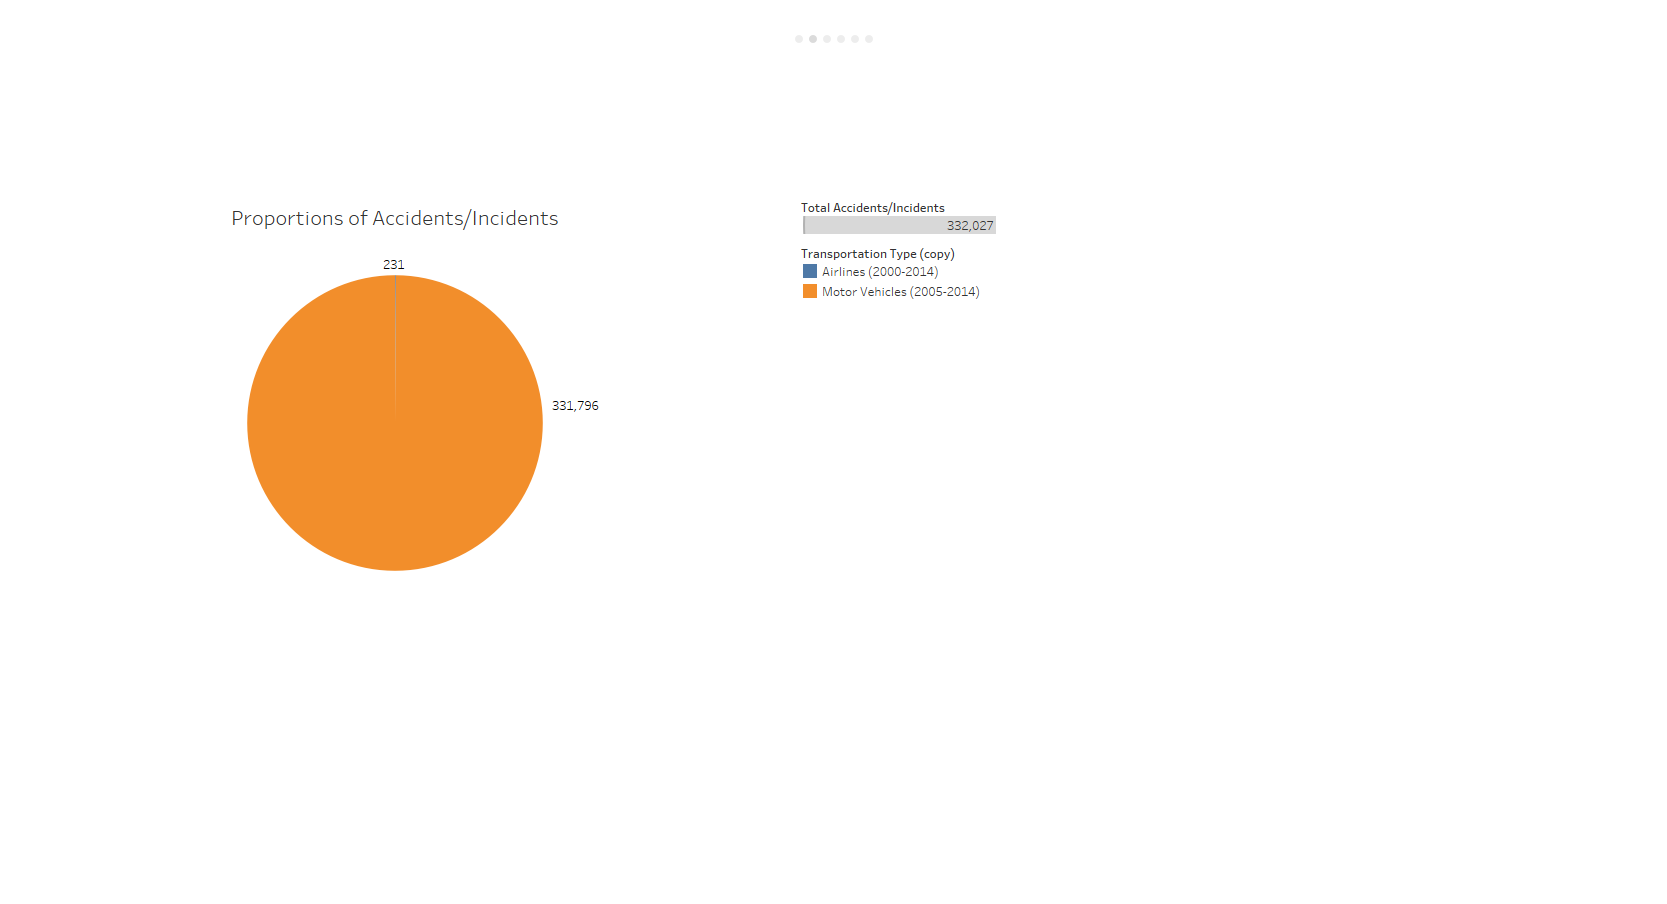 Proportions of Accidents/Incidents
231
331,796
Total Accidents/Incidents
332,027
Transportation Type (copy)
Airlines (2000-2014)
Motor Vehicles (2005-2014)